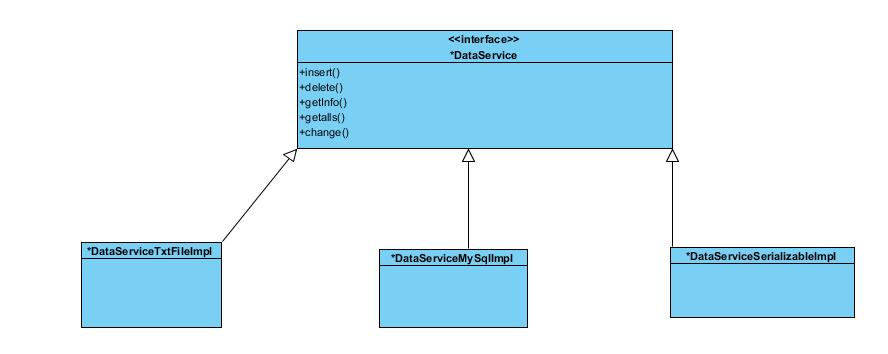 <<interface>>
*DataService
+insert()
+delete()
+getInfo()
+getalls()
+change()
*DataServiceTxtFileImpl
*DataServiceMySqlImpl
*DataServiceSerializableImpl